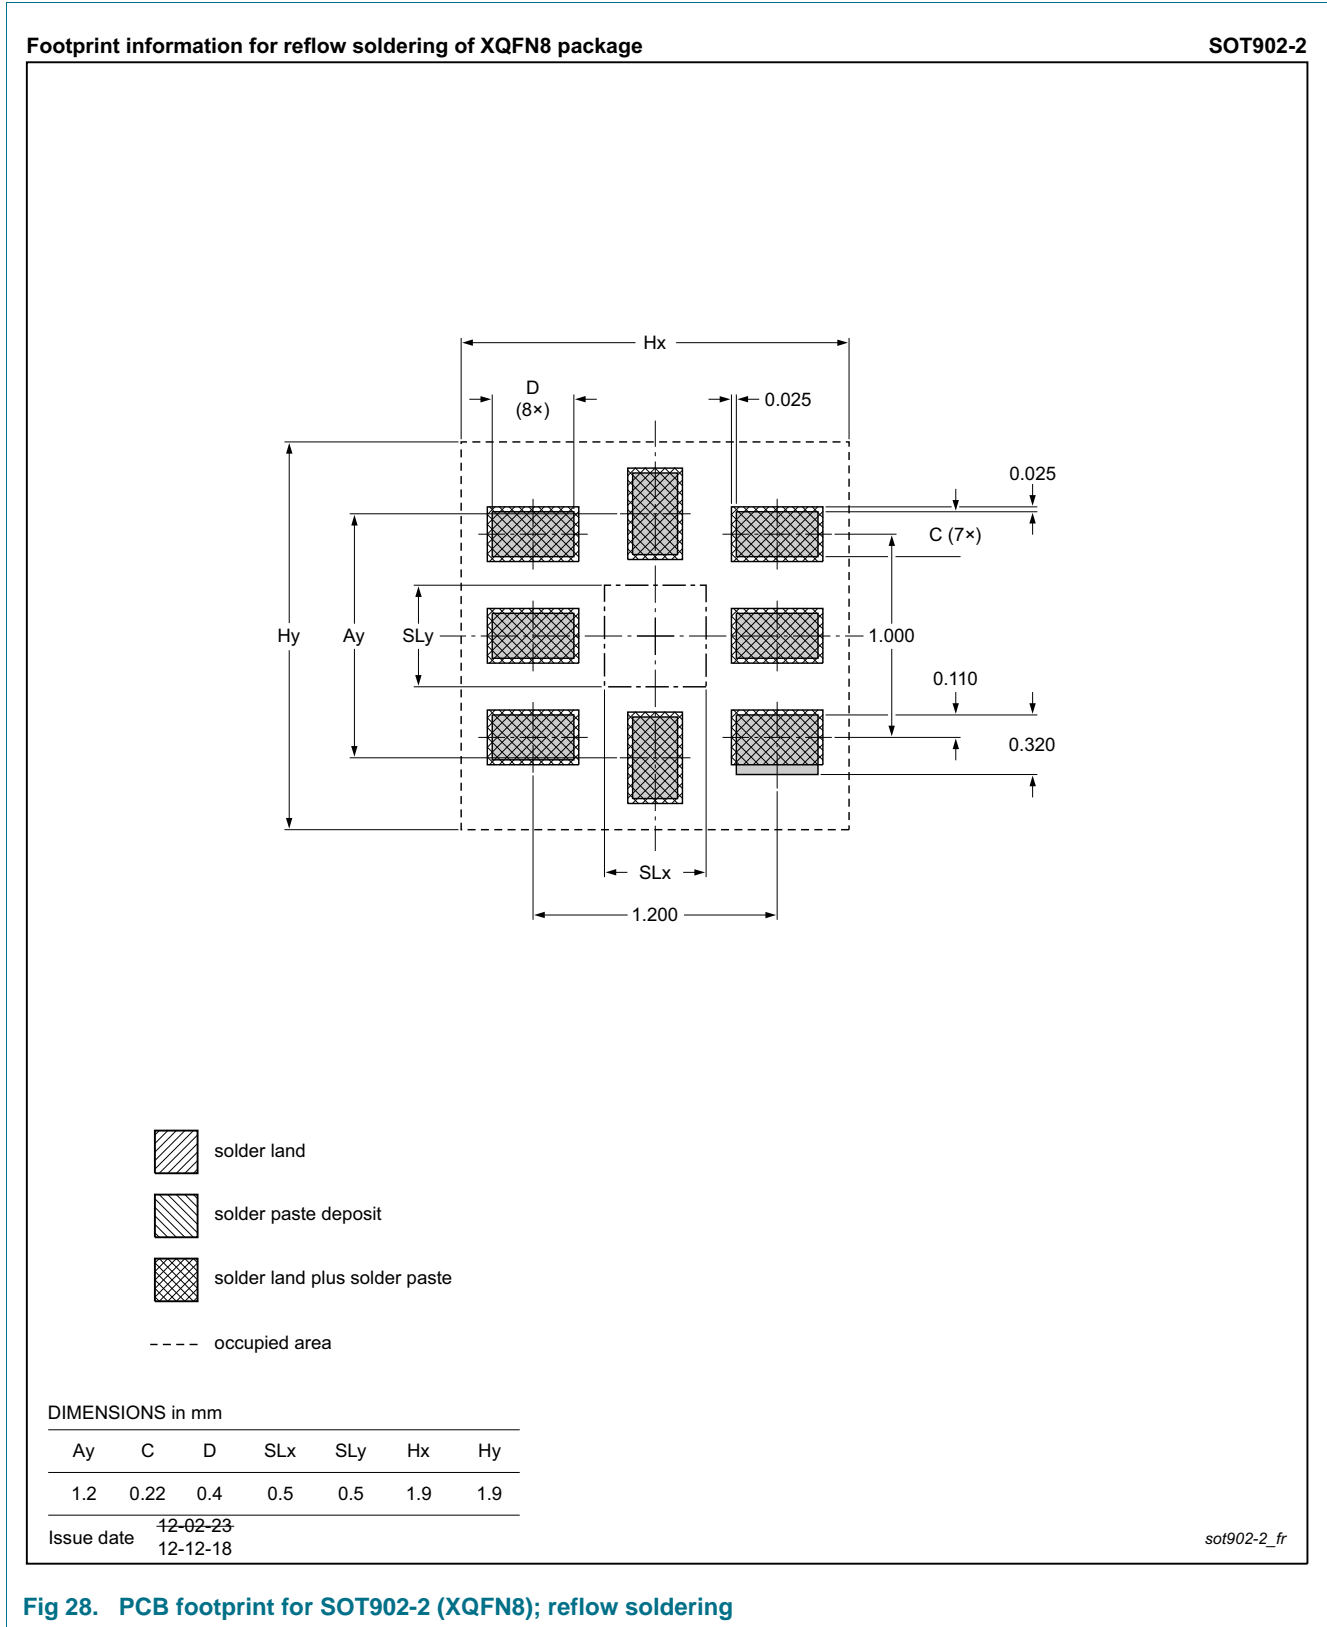 Footprint information for reflow soldering of XQFN8 package SOT902-2
Hx
D
(8×)
0.025
0.025
C (7×)
Hy
Ay
SLy
1.000
0.110
0.320
SLx
1.200
solder land
solder paste deposit
solder land plus solder paste
occupied area
DIMENSIONS in mm
Ay C D SLx SLy Hx Hy
1.2 0.22 0.4 0.5 0.5 1.9 1.9
Issue date
12-02-23
12-12-18
sot902-2_fr
Fig 28. PCB footprint for SOT902-2 (XQFN8); reflow soldering